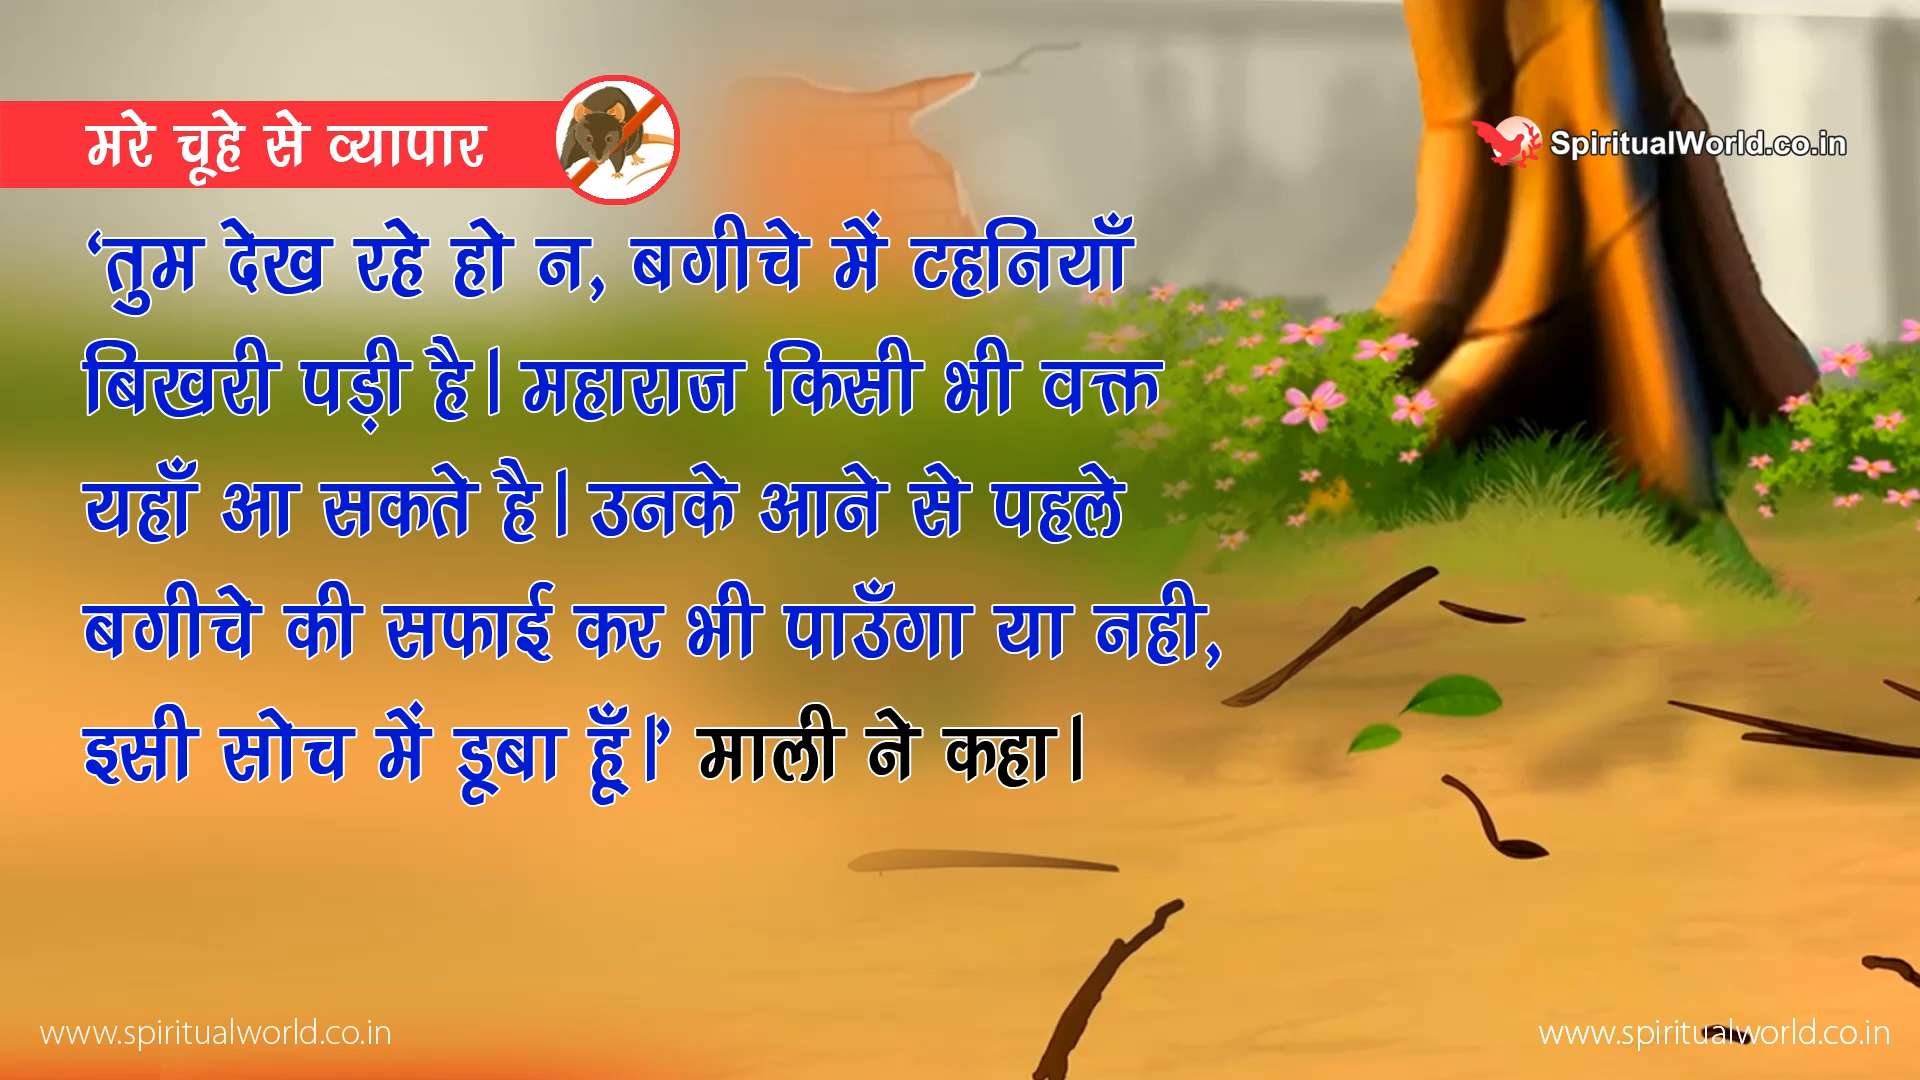 मरे चूहे से व्यापार
SpiritualWorld.co.in
‘तुम देख रहे हो न, बगीचे में टहनियाँ
बिखरी पड़ी है। महाराज किसी भी वक्त
यहाँ आ सकते है। उनके आने से पहले
बगीचे की सफाई कर भी पाउँगा या नही,
इसी सोच में डूबा हूँ।’ माली ने कहा।
www.spiritualworld.co.in
www.spiritualworld.co.in